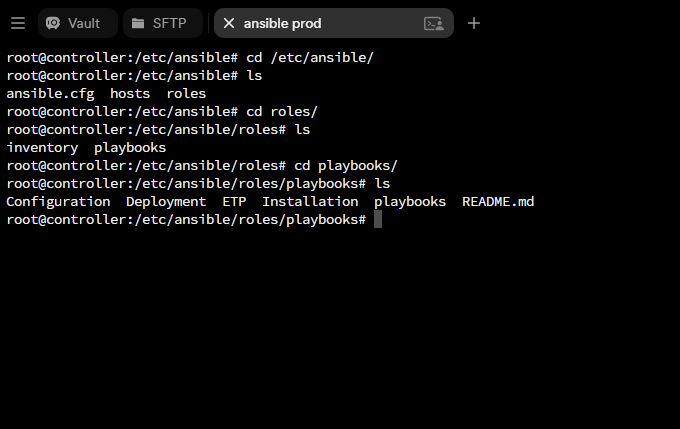 Vault SFTP ansible prod
root@controller:/etc/ansible# cd /etc/ansible/
root@controller:/etc/ansible# ls
ansible.cfg  hosts  roles
root@controller:/etc/ansible# cd roles/
root@controller:/etc/ansible/roles# ls
inventory  playbooks
root@controller:/etc/ansible/roles# cd playbooks/
root@controller:/etc/ansible/roles/playbooks# ls
Configuration  Deployment  ETP  Installation  playbooks  README.md
root@controller:/etc/ansible/roles/playbooks#